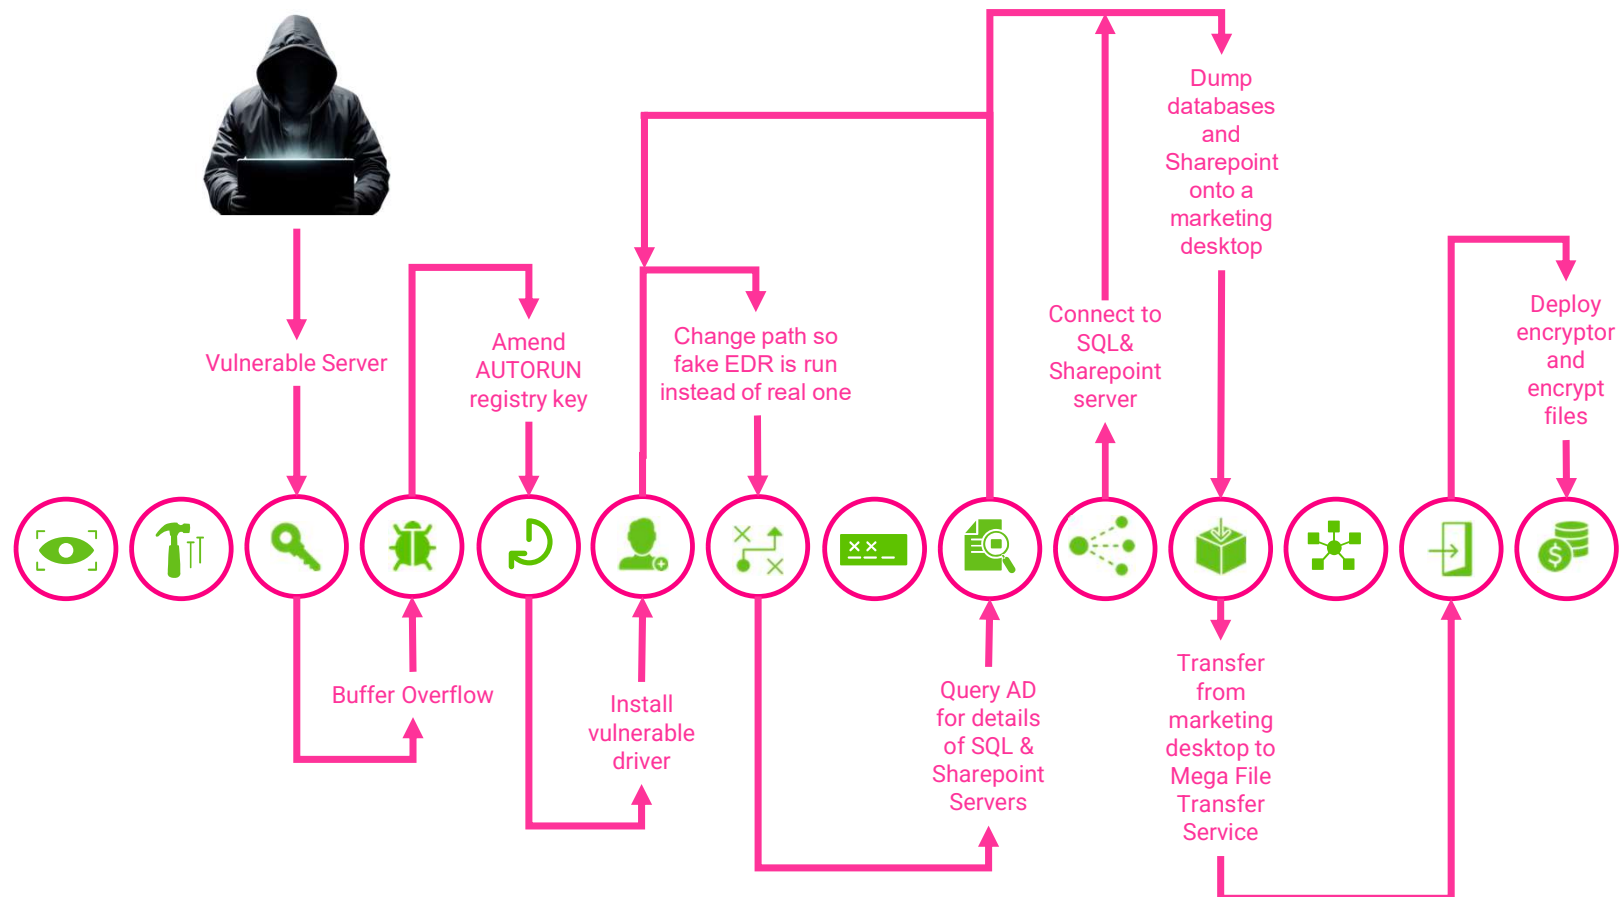 Vulnerable Server
Buffer Overflow
Amend
AUTORUN
registry key
Install
vulnerable
driver
Change path so
fake EDR is run
instead of real one
Query AD
for details
of SQL &
Sharepoint
Servers
Connect to
SQL&
Sharepoint
server
Dump
databases
and
Sharepoint
onto a
marketing
desktop
Transfer
from
marketing
desktop to
Mega File
Transfer
Service
Deploy
encryptor
and
encrypt
files